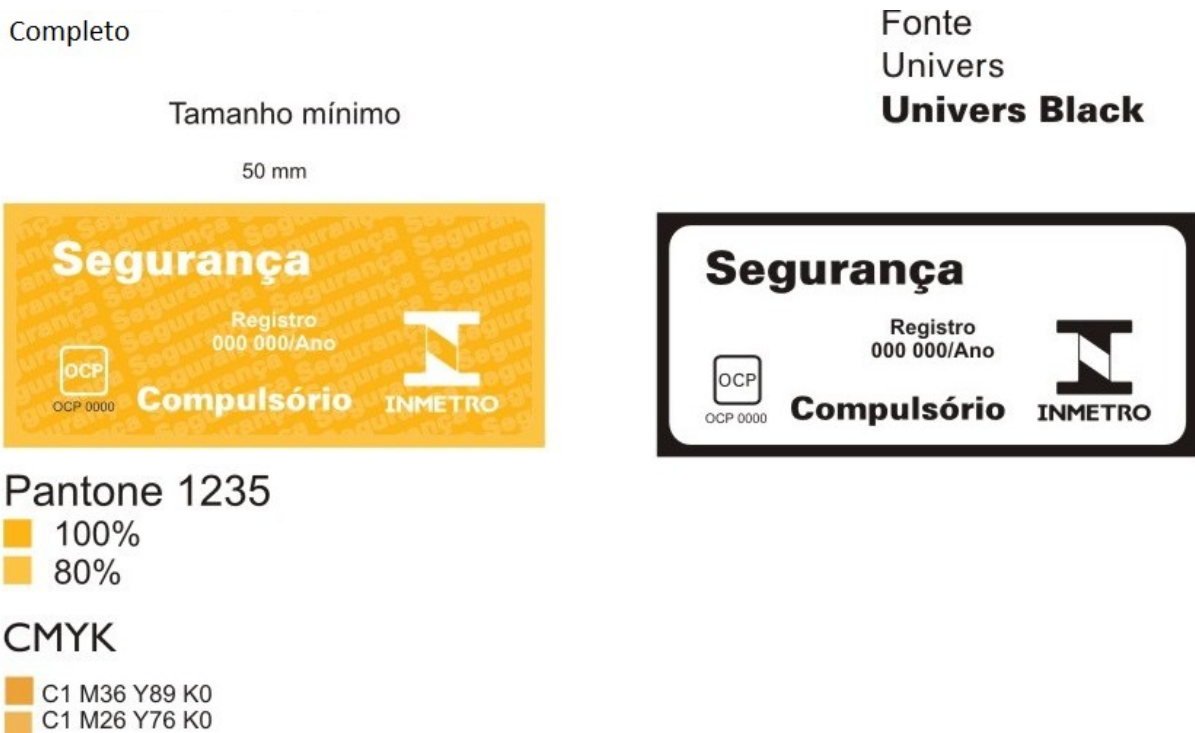 Completo
Tamanho mínimo
50 mm
Fonte
Univers
Univers Black
Segurança
Registro
000 000/Ano
OCP
OCP 0000
Compulsório
INMETRO
Segurança
Registro
000 000/Ano
OCP
OCP 0000
Compulsório
INMETRO
Pantone 1235
100%
80%
CMYK
C1 M36 Y89 K0
C1 M26 Y76 K0